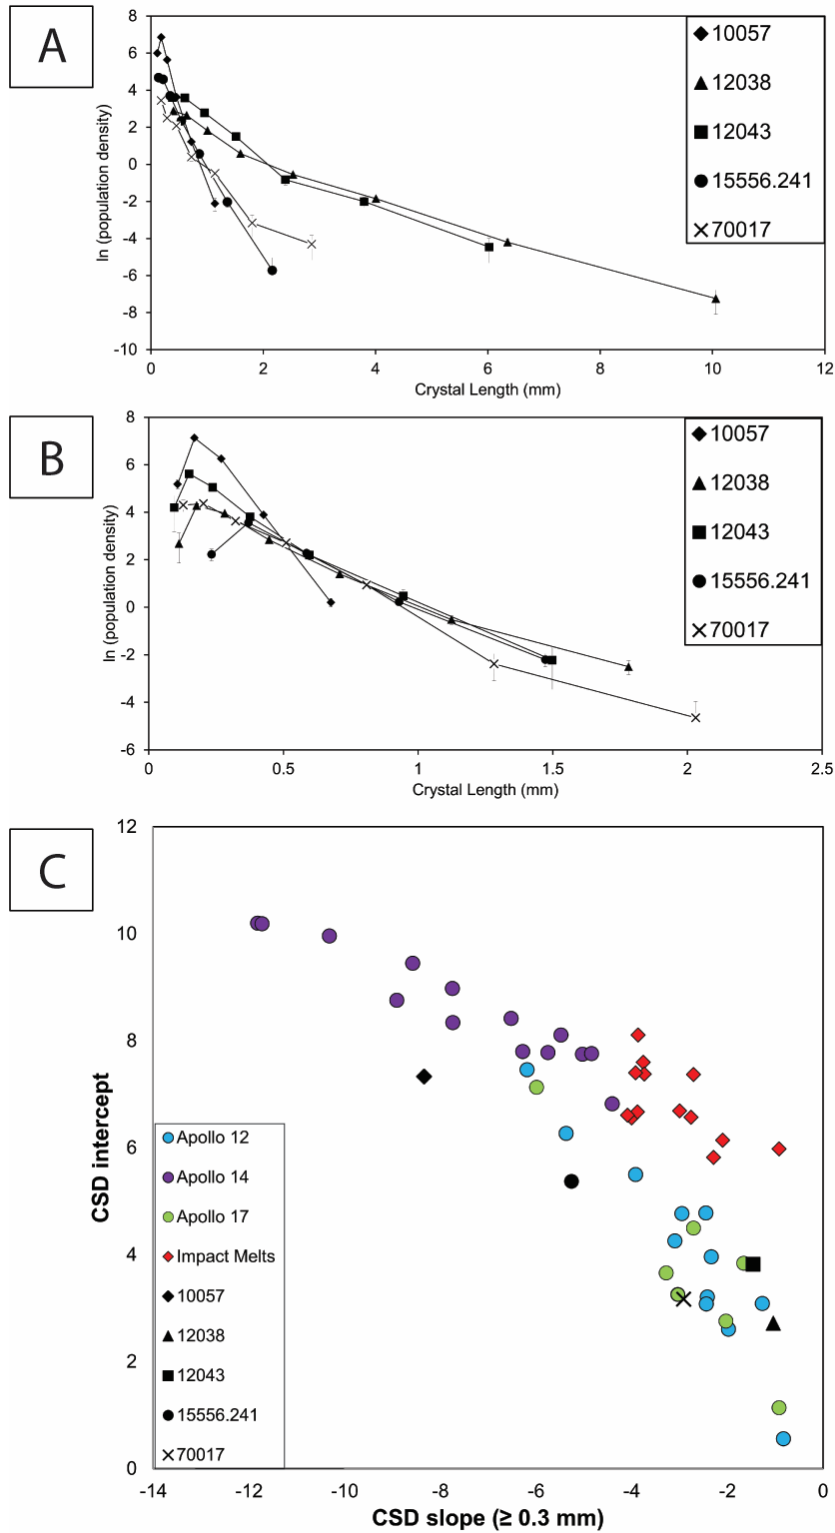 A
8
6
4
2
0
-2
-4
-6
-8
-10
ln (population density)
0 2 4 6 8 10 12
Crystal Length (mm)
10057
12038
12043
15556.241
70017
B
8
6
4
2
0
-2
-4
-6
ln (population density)
0 0.5 1 1.5 2 2.5
Crystal Length (mm)
10057
12038
12043
15556.241
70017
C
12
10
8
6
4
2
0
CSD intercept
Apollo 12
Apollo 14
Apollo 17
Impact Melts
10057
12038
12043
15556.241
70017
-14 -12 -10 -8 -6 -4 -2 0
CSD slope (≥ 0.3 mm)